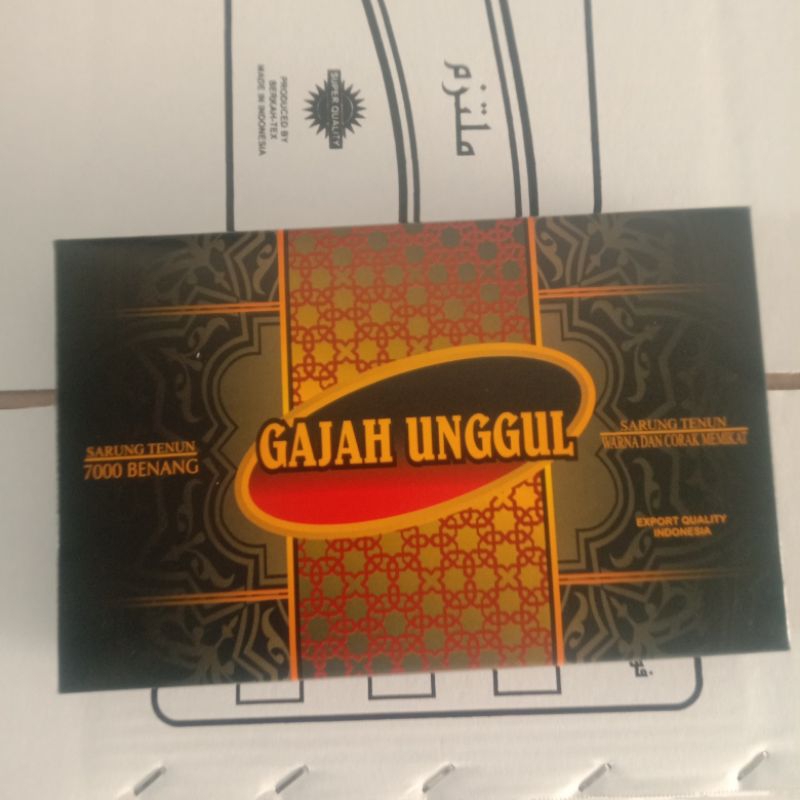 SUPER QUALITY
PRODUCED BY
BERKAH-TEX
MADE IN INDONESIA
ملتزم
GAJAH UNGGUL
SARUNG TENUN
7000 BENANG
SARUNG TENUN
WARNA DAN CORAK MEMIKAT
EXPORT QUALITY
INDONESIA